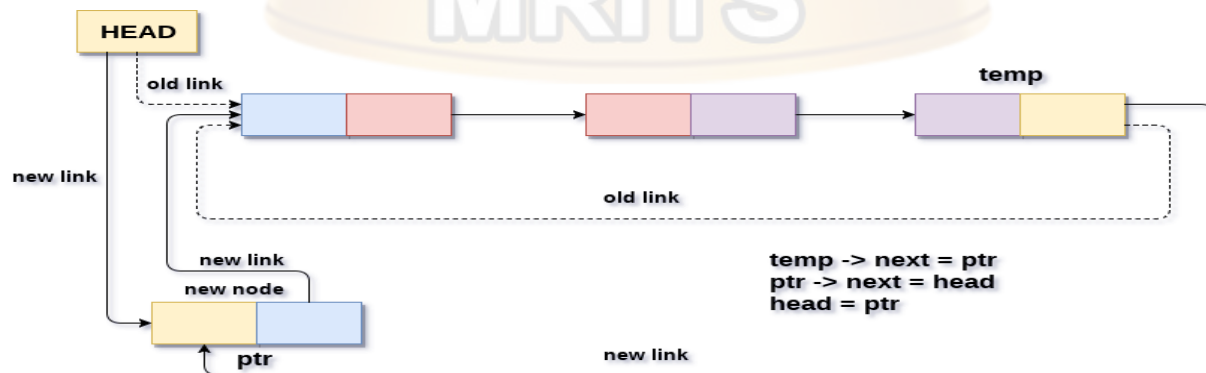 MRITS
HEAD
temp
old link
new link
old link
new link
new node
temp -> next = ptr
ptr -> next = head
head = ptr
new link
ptr